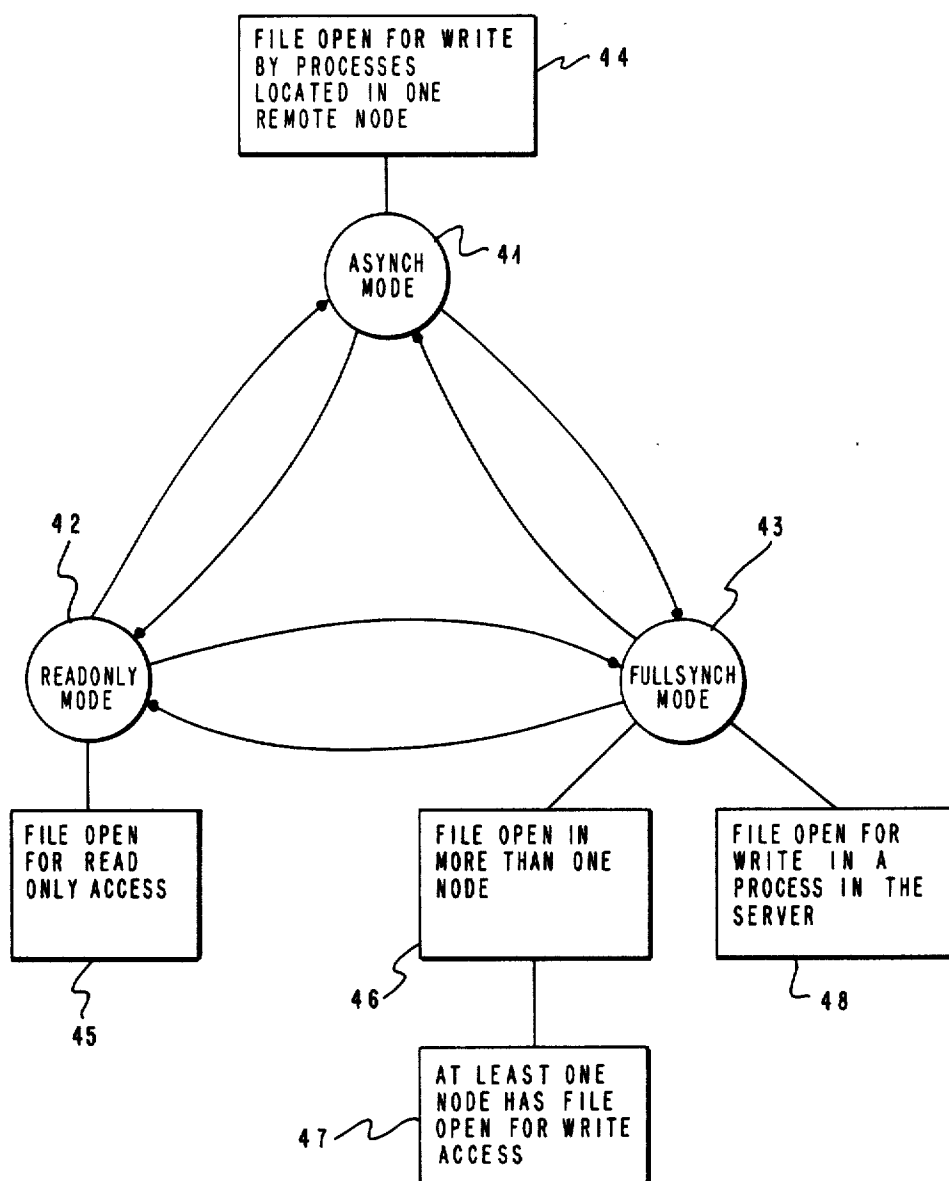 FILE OPEN FOR WRITE
BY PROCESSES
LOCATED IN ONE
REMOTE NODE
44
ASYNCH
MODE
41
42
43
READONLY
MODE
FULLSYNCH
MODE
FILE OPEN
FOR READ
ONLY ACCESS
45
FILE OPEN IN
MORE THAN ONE
NODE
46
FILE OPEN FOR
WRITE IN A
PROCESS IN THE
SERVER
48
AT LEAST ONE
NODE HAS FILE
OPEN FOR WRITE
ACCESS
47